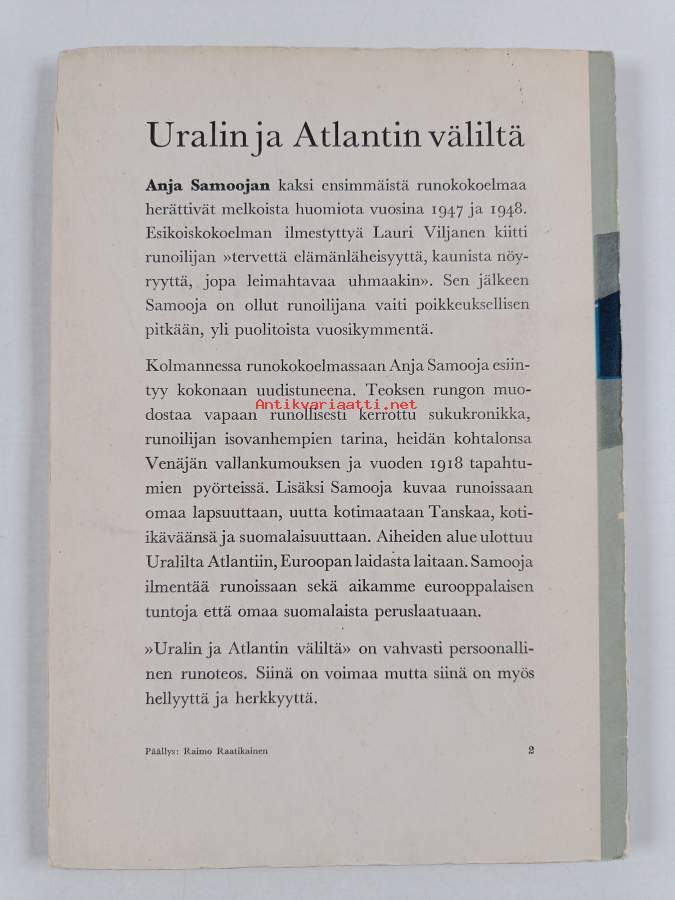 Uralin ja Atlantin väliltä
Anja Samoojan kaksi ensimmäistä runokokoelmaa
herättivät melkoista huomiota vuosina 1947 ja 1948.
Esikoiskokoelman ilmestyttyä Lauri Viljanen kiitti
runoilijan »tervettä elämänläheisyyttä, kaunista nöy-
ryyttä, jopa leimahtavaa uhmaakin». Sen jälkeen
Samooja on ollut runoilijana vaiti poikkeuksellisen
pitkään, yli puolitoista vuosikymmentä.
Kolmannessa runokokoelmassaan Anja Samooja esiin-
tyy kokonaan uudistuneena. Teoksen rungon muo-
Antikvariaatti.net
dostaa vapaan runollisesti kerrottu sukukronikka,
runoilijan isovanhempien tarina, heidän kohtalonsa
Venäjän vallankumouksen ja vuoden 1918 tapahtu-
mien pyörteissä. Lisäksi Samooja kuvaa runoissaan
omaa lapsuuttaan, uutta kotimaataan Tanskaa, koti-
ikäväänsä ja suomalaisuuttaan. Aiheiden alue ulottuu
Uralilta Atlantiin, Euroopan laidasta laitaan. Samooja
ilmentää runoissaan sekä aikamme eurooppalaisen
tuntoja että omaa suomalaista peruslaatuaan.
»Uralin ja Atlantin väliltä» on vahvasti persoonalli-
nen runoteos. Siinä on voimaa mutta siinä on myös
hellyyttä ja herkkyyttä.
Päällys: Raimo Raatikainen 2